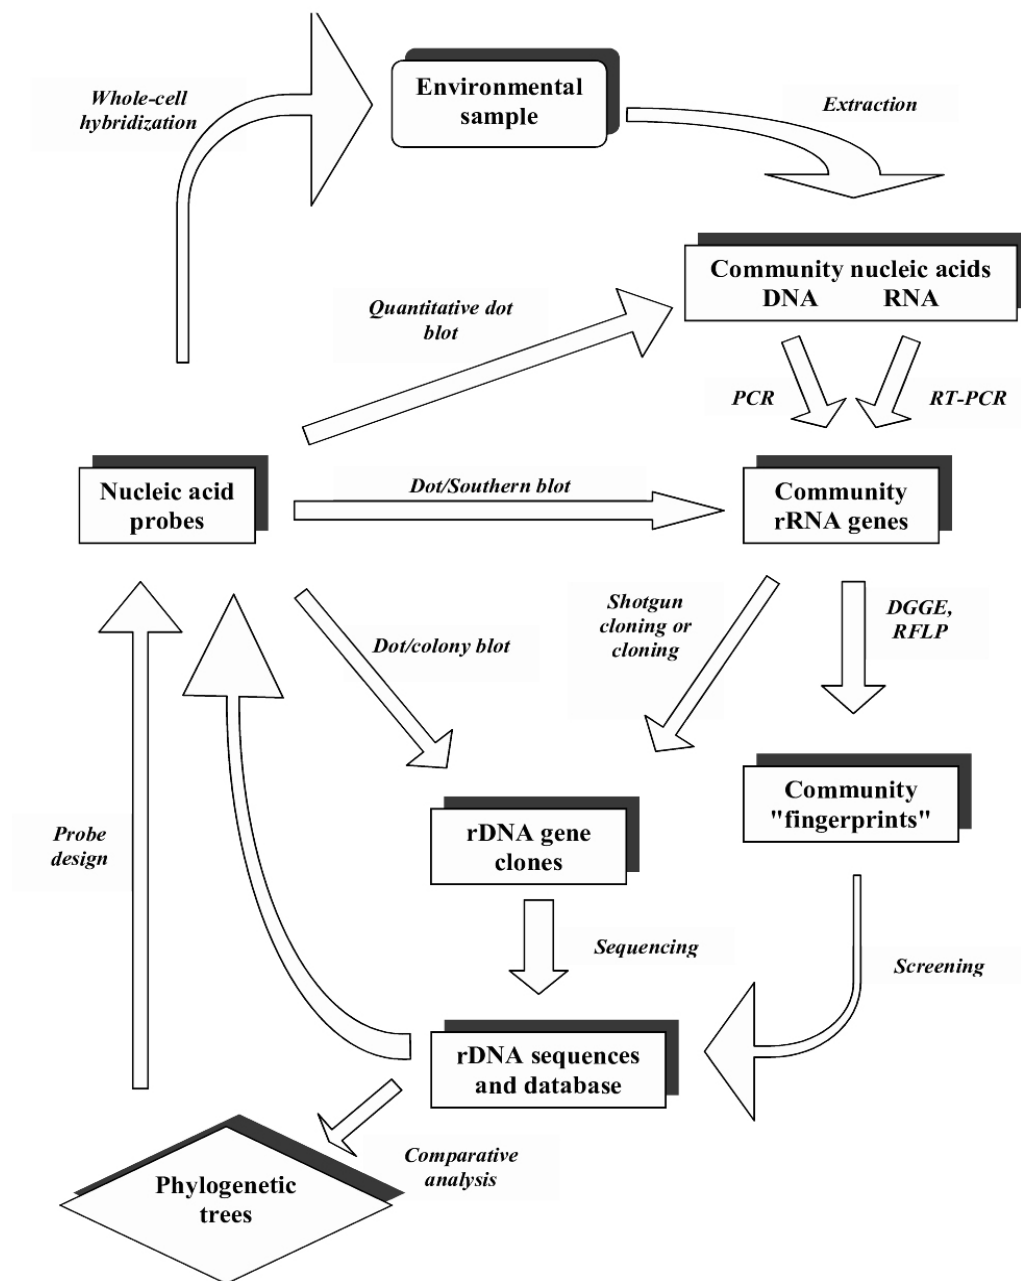 Whole-cell
hybridization
Environmental
sample
Extraction
Community nucleic acids
DNA RNA
Quantitative dot
blot
PCR
RT-PCR
Nucleic acid
probes
Dot/Southern blot
Community
rRNA genes
Shotgun
cloning or
cloning
DGGE,
RFLP
Dot/colony blot
Community
"fingerprints"
rDNA gene
clones
Probe
design
Sequencing
Screening
rDNA sequences
and database
Comparative
analysis
Phylogenetic
trees